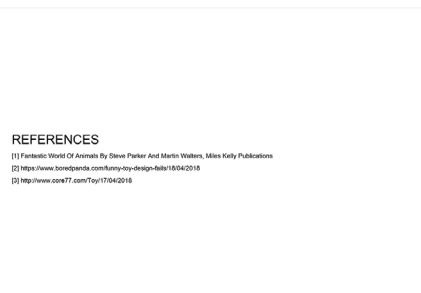 REFERENCES
[1] Fantastic World Of Animals By Steve Parker And Martin Walters, Miles Kelly Publications
[2] https://www.boredpanda.com/funny-toy-design-fails/18/04/2018
[3] http://www.core77.com/Toy/17/04/2018